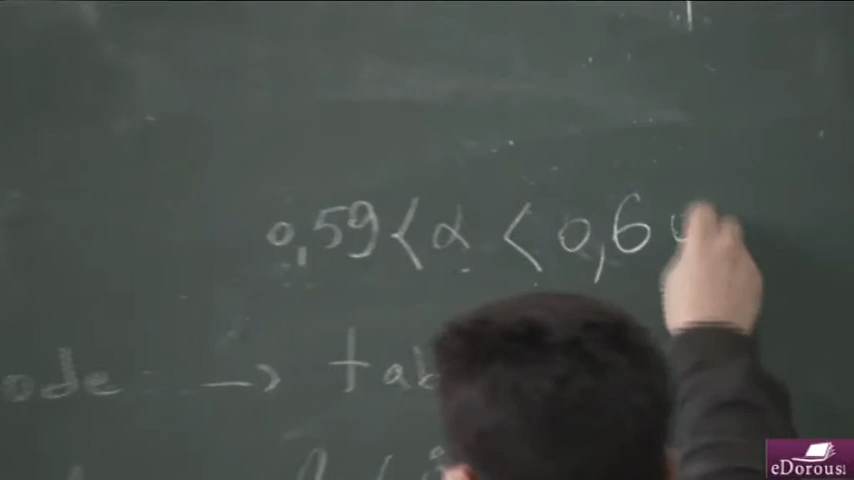 0,59 < α < 0,6
ode → tab
eDorous